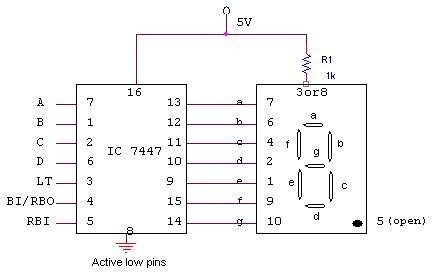 5V
R1
1k
16
3or8
A 7 13 a 7
B 1 12 b 6
C 2 11 c 4
IC 7447
D 6 10 d 2
LT 3 9 e 1
BI/RBO 4 15 f 9
RBI 5 14 g 10
8
a
f g b
e c
d
5 (open)
Active low pins